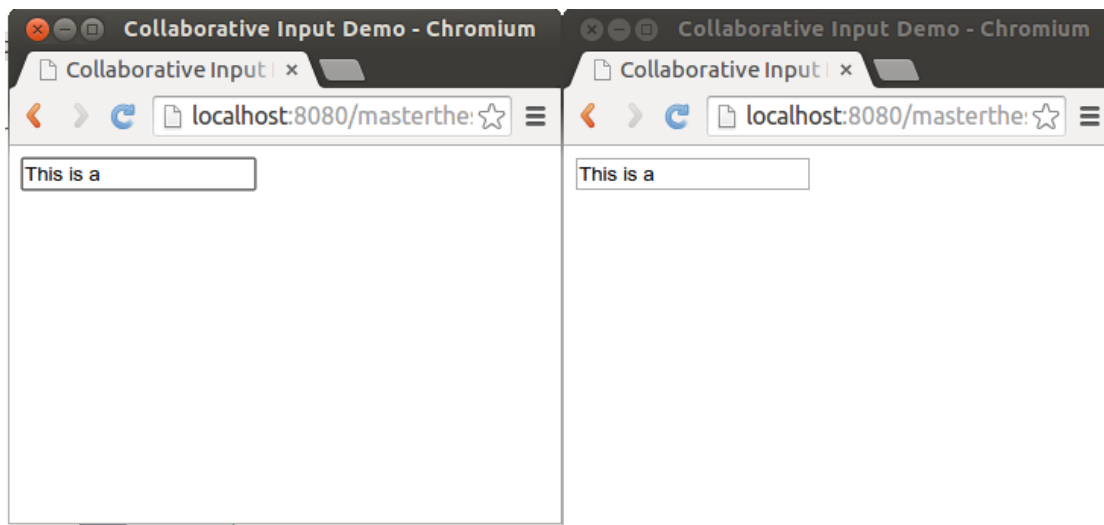 Collaborative Input Demo - Chromium
Collaborative Input
localhost:8080/masterthe
This is a
Collaborative Input Demo - Chromium
Collaborative Input
localhost:8080/masterthe
This is a